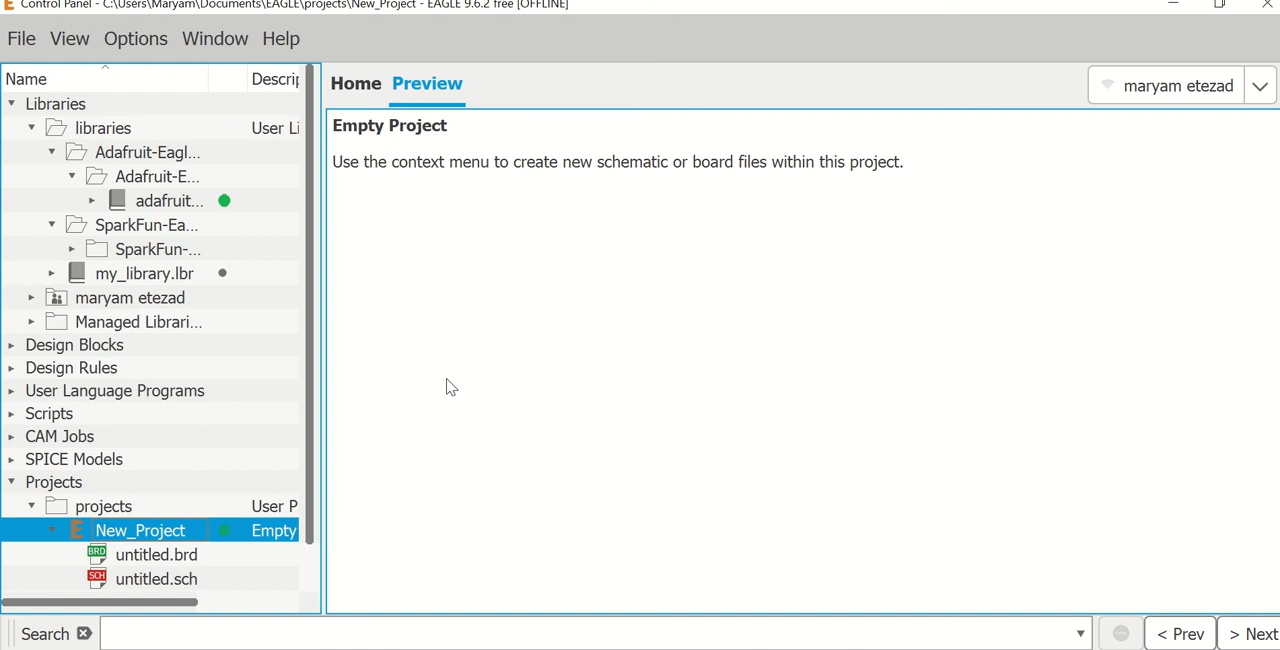 Control Panel - C:\Users\Maryam\Documents\EAGLE\projects\New_Project - EAGLE 9.6.2 free [OFFLINE]
File View Options Window Help
Name Descrip
Home Preview
maryam etezad
Libraries
libraries User Li
Adafruit-Eagl...
Adafruit-E...
adafruit...
SparkFun-Ea...
SparkFun-...
my_library.lbr
maryam etezad
Managed Librari...
Design Blocks
Design Rules
User Language Programs
Scripts
CAM Jobs
SPICE Models
Projects
projects User P
E New_Project Empty
BRD untitled.brd
SCH untitled.sch
Empty Project
Use the context menu to create new schematic or board files within this project.
Search < Prev > Next